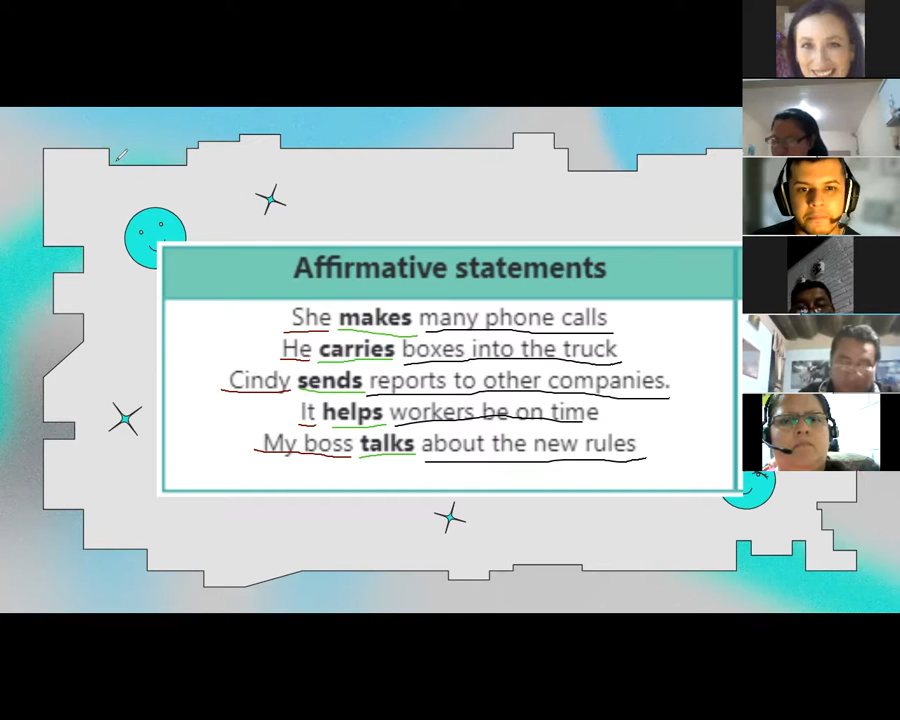 Affirmative statements
She makes many phone calls
He carries boxes into the truck
Cindy sends reports to other companies.
It helps workers be on time
My boss talks about the new rules